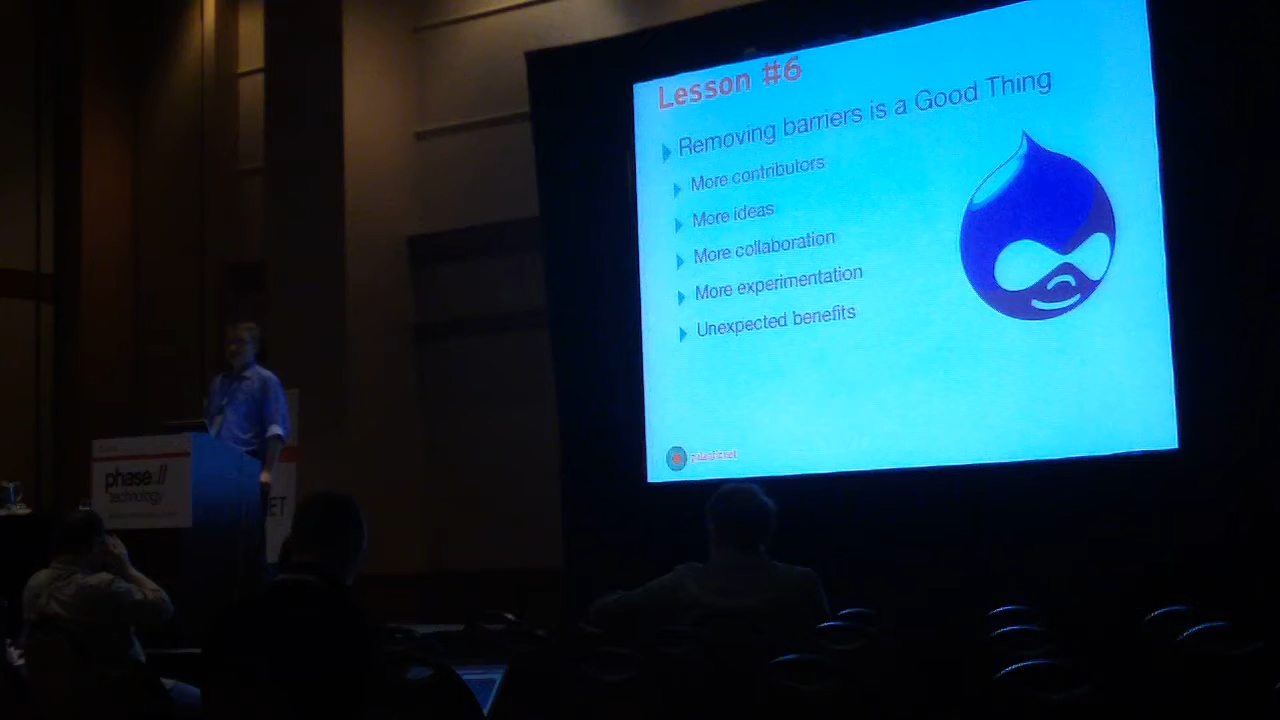 Lesson #6
Removing barriers is a Good Thing
More contributors
More ideas
More collaboration
More experimentation
Unexpected benefits
phase //
technology
ET